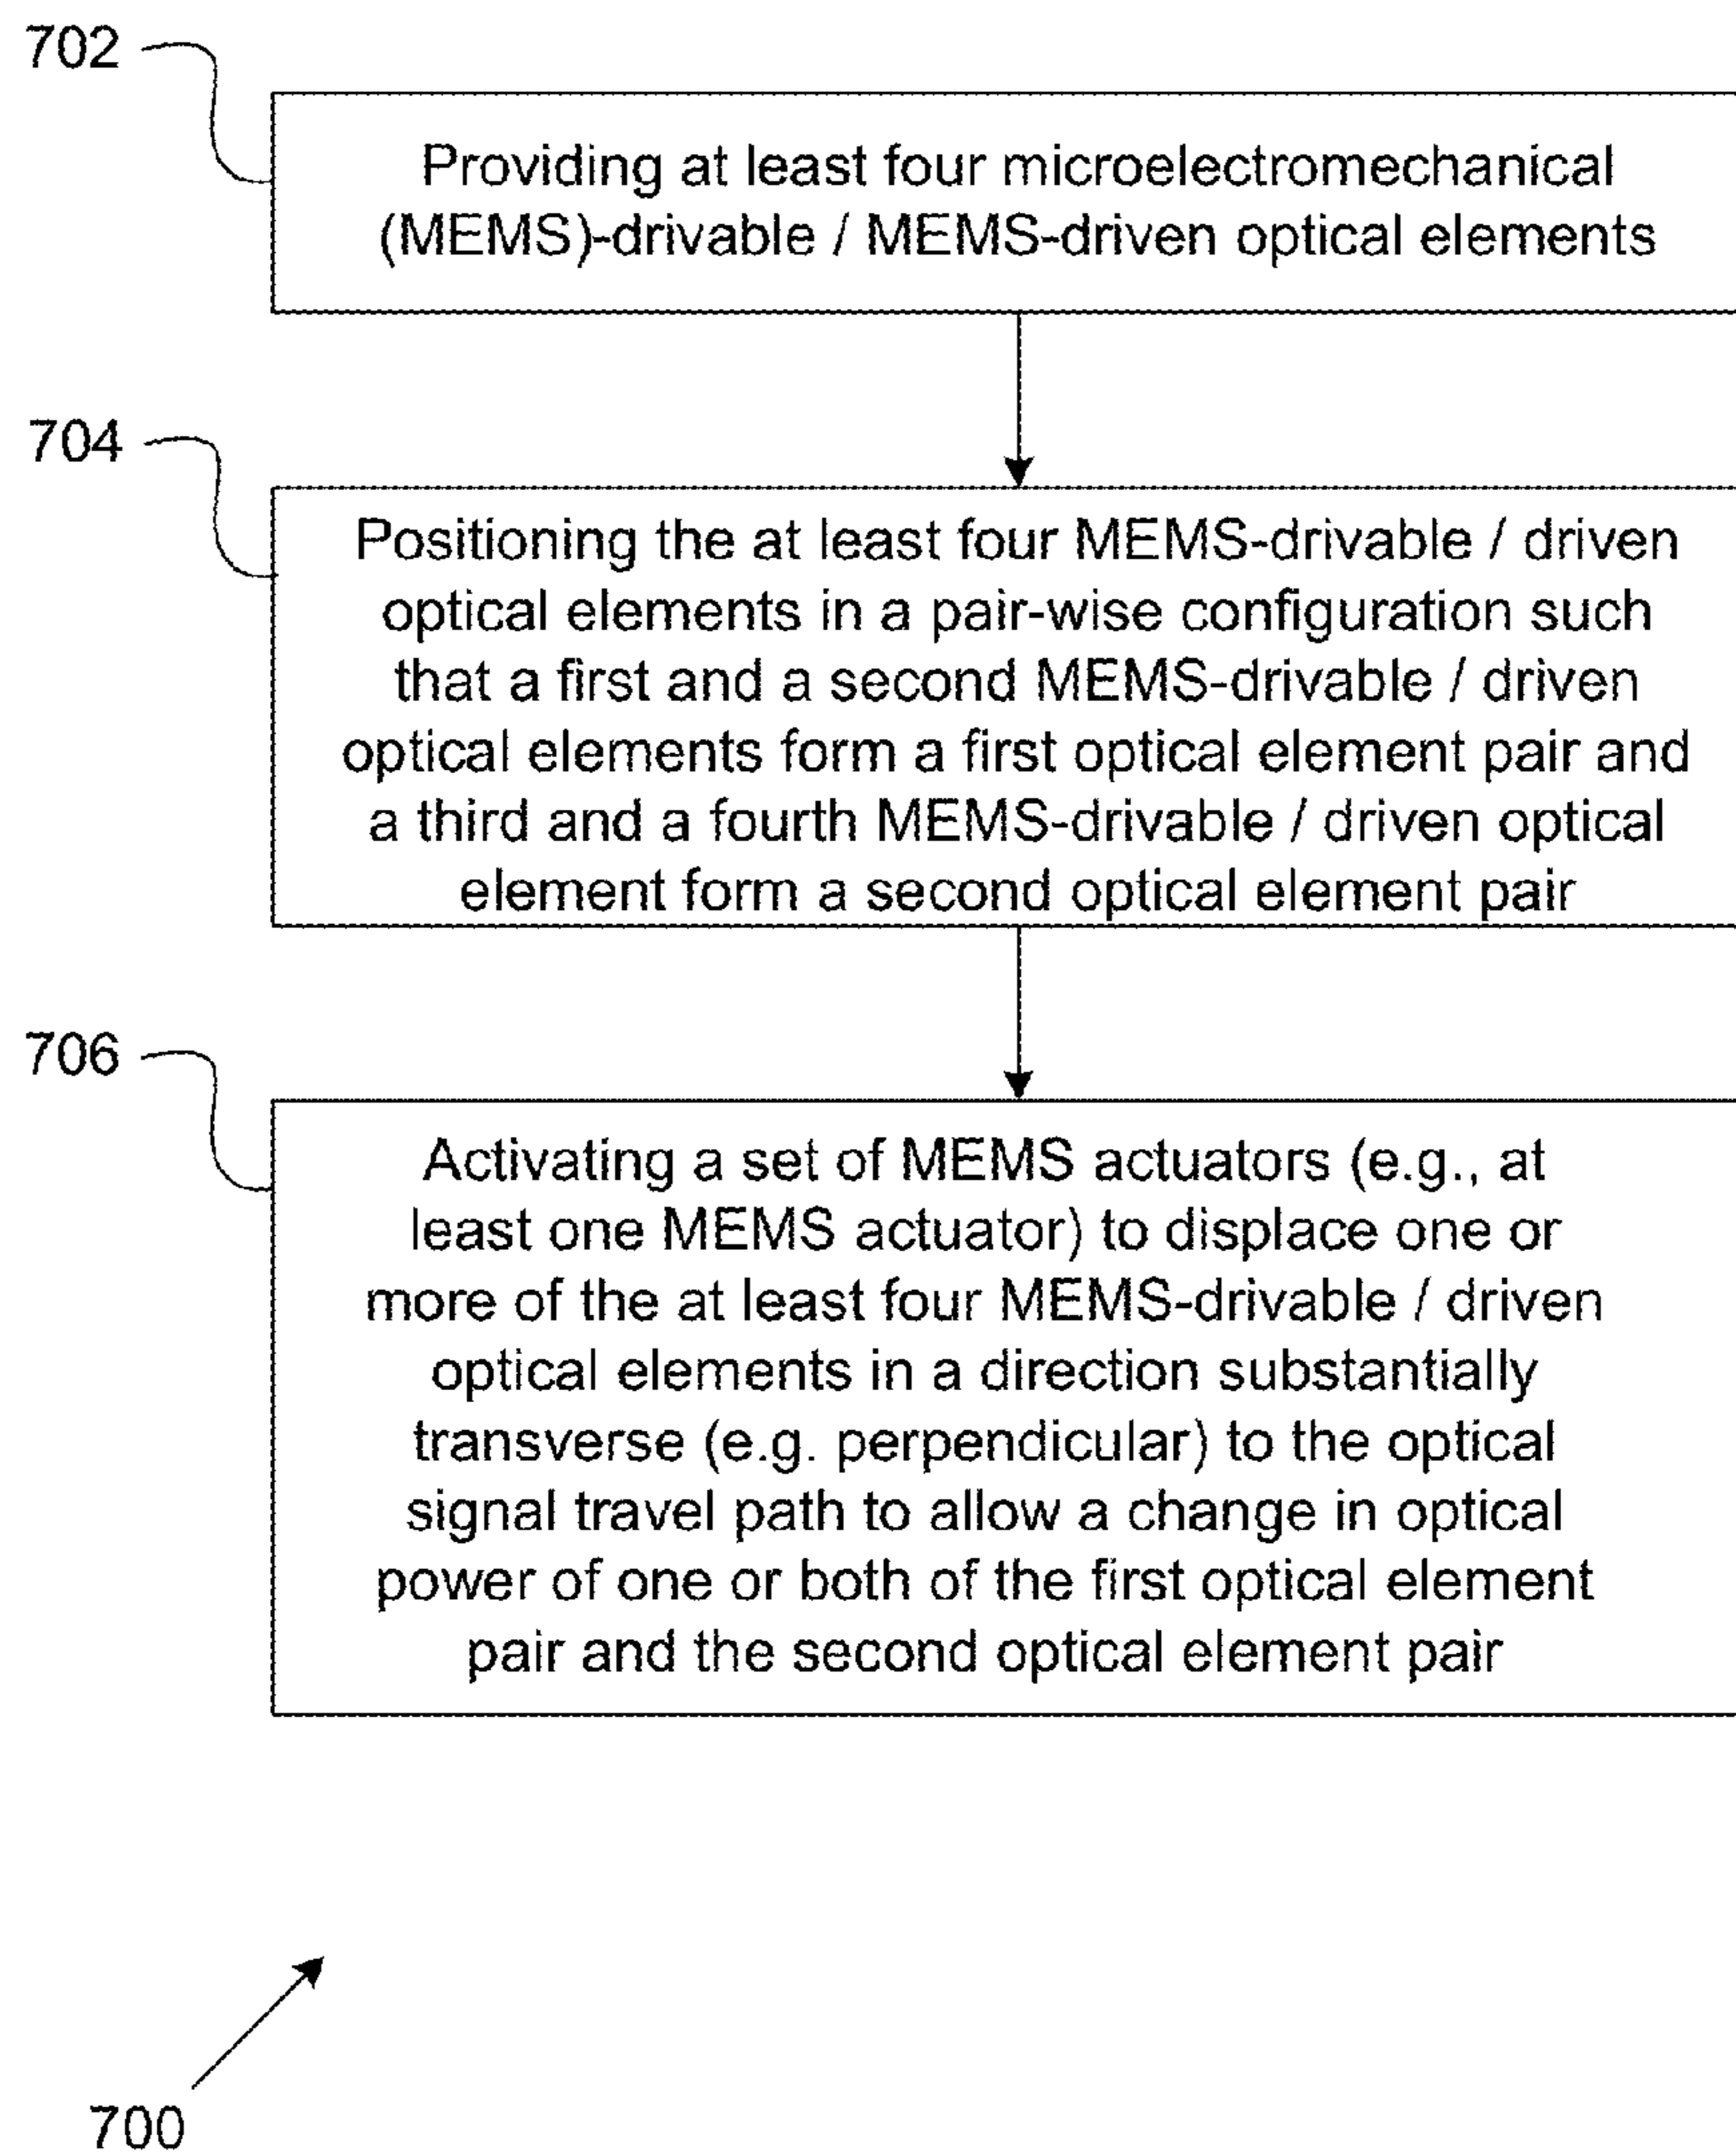 702
Providing at least four microelectromechanical
(MEMS)-drivable / MEMS-driven optical elements
704
Positioning the at least four MEMS-drivable / driven
optical elements in a pair-wise configuration such
that a first and a second MEMS-drivable / driven
optical elements form a first optical element pair and
a third and a fourth MEMS-drivable / driven optical
element form a second optical element pair
706
Activating a set of MEMS actuators (e.g., at
least one MEMS actuator) to displace one or
more of the at least four MEMS-drivable / driven
optical elements in a direction substantially
transverse (e.g. perpendicular) to the optical
signal travel path to allow a change in optical
power of one or both of the first optical element
pair and the second optical element pair
700